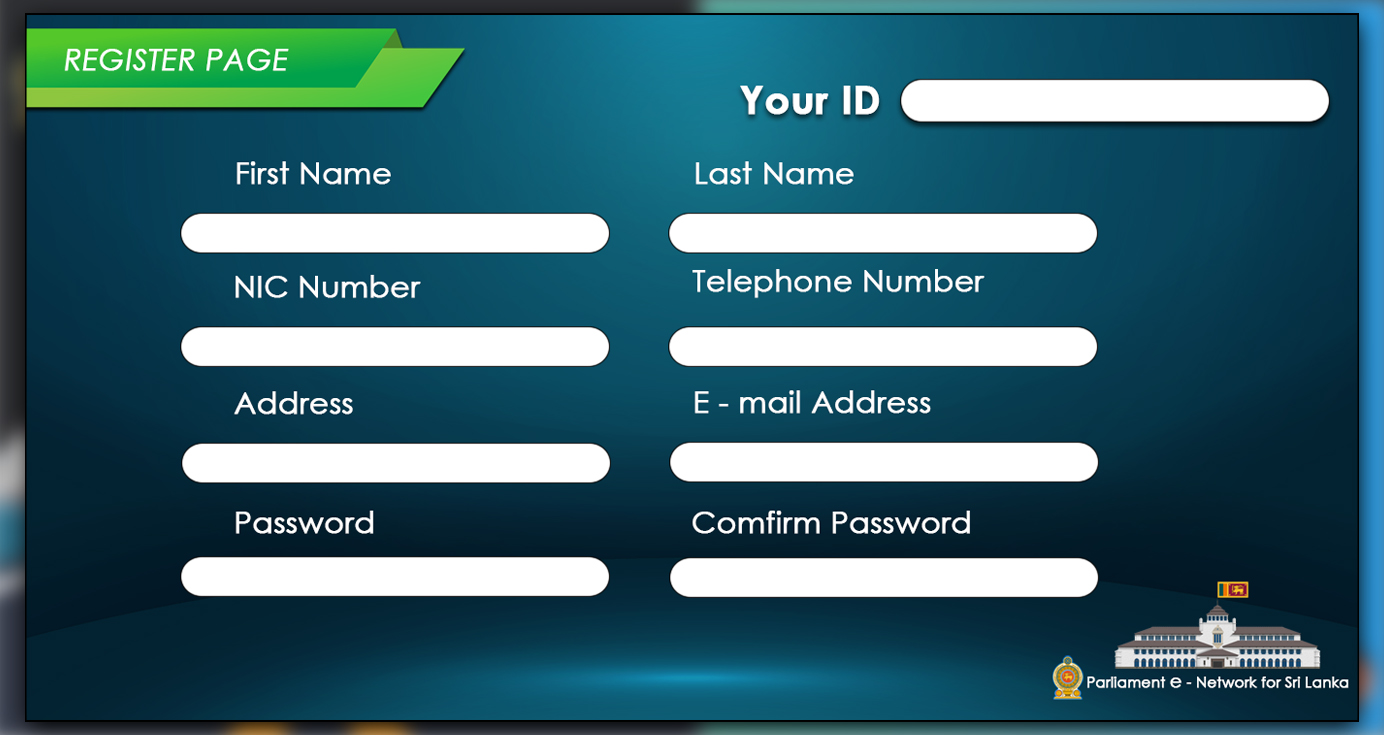 REGISTER PAGE
Your ID
First Name
Last Name
NIC Number
Telephone Number
Address
E - mail Address
Password
Comfirm Password
Parliament e - Network for Sri Lanka